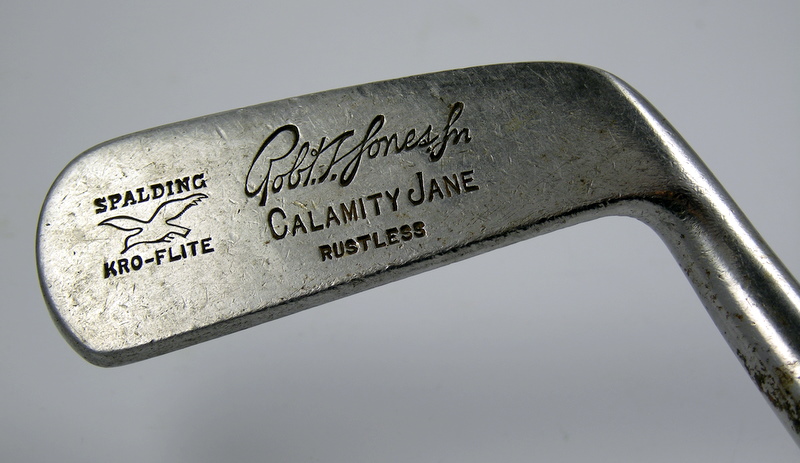 SPALDING
KRO-FLITE
Robt. T. Jones, Jr.
CALAMITY JANE
RUSTLESS